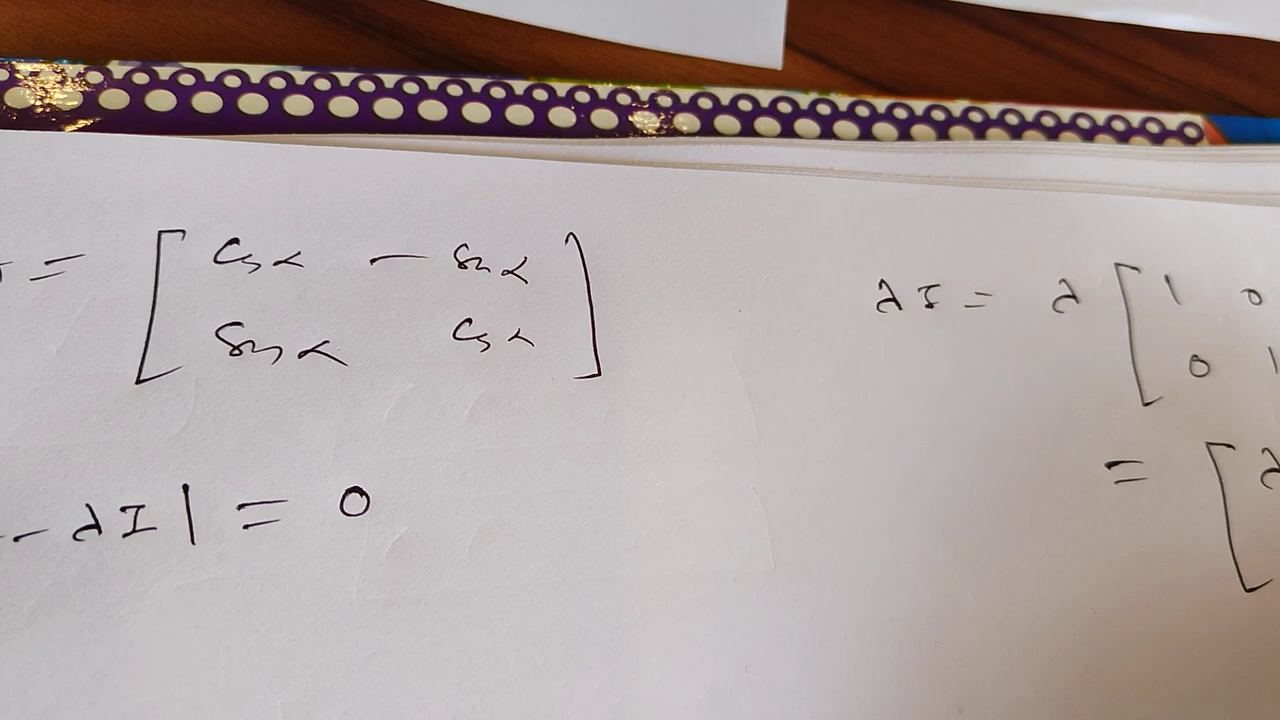 = [ cos α - sin α
sin α cos α ]
λI = λ [ 1 0
0 1
= [ λ
- λI | = 0